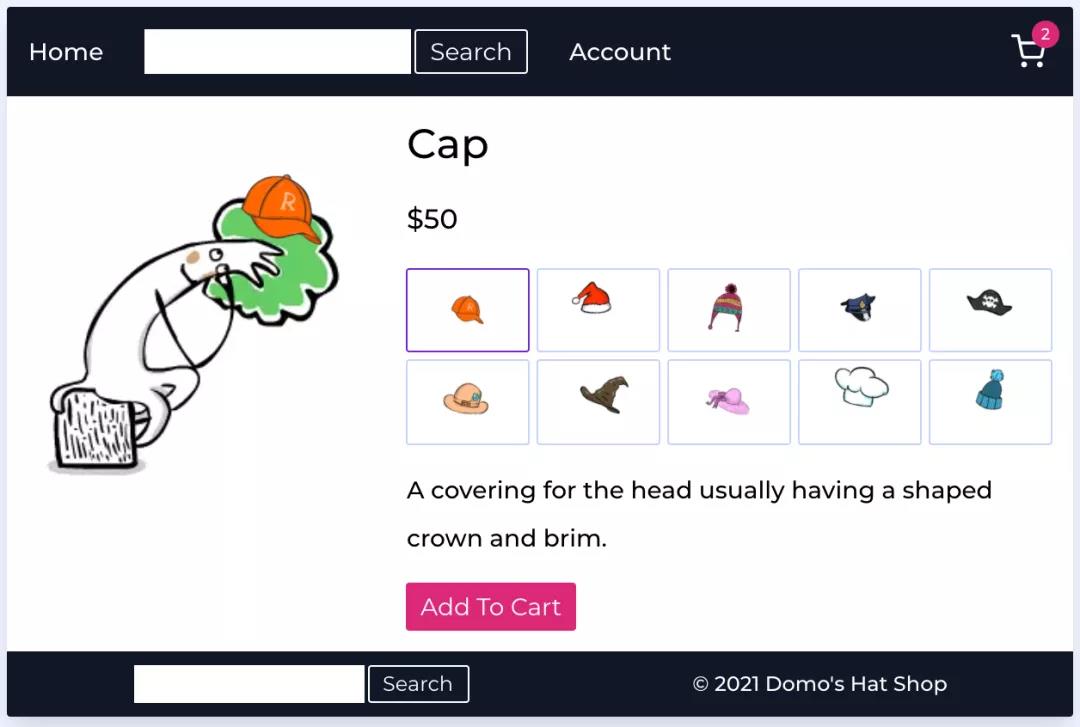 Home Search Account 2
Cap
R
$50
A covering for the head usually having a shaped
crown and brim.
Add To Cart
Search © 2021 Domo's Hat Shop